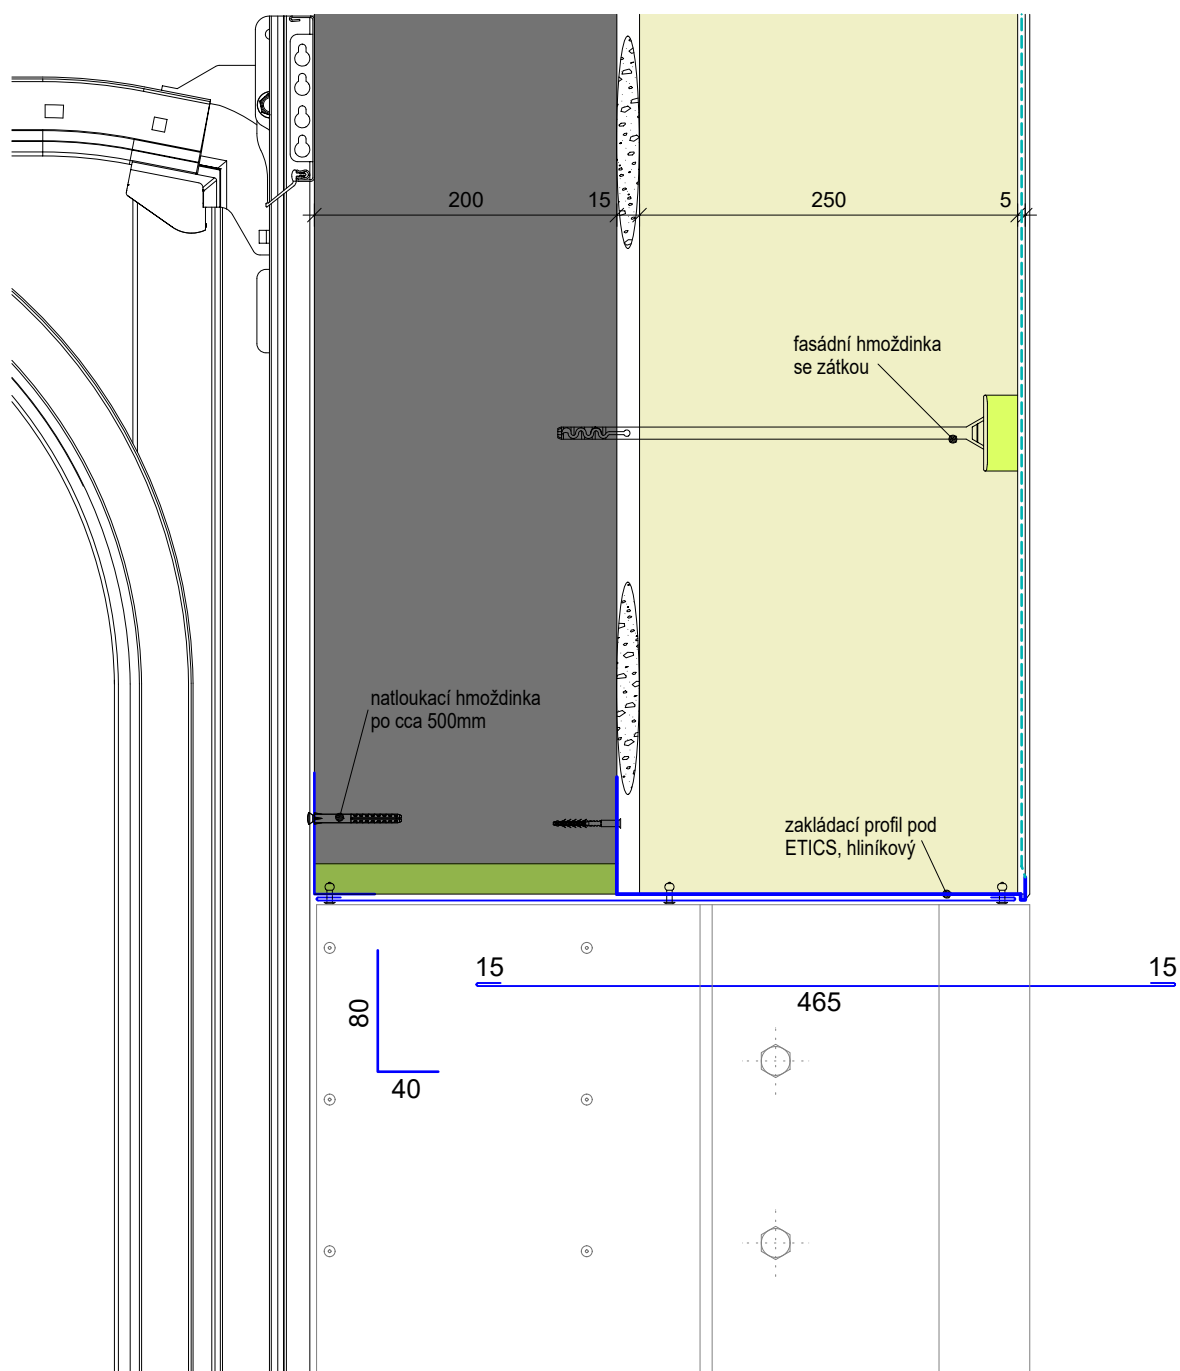 200
15
250
5
fasádní hmoždinka
se zátkou
natloukací hmoždinka
po cca 500mm
zakládací profil pod
ETICS, hliníkový
15
15
465
80
40